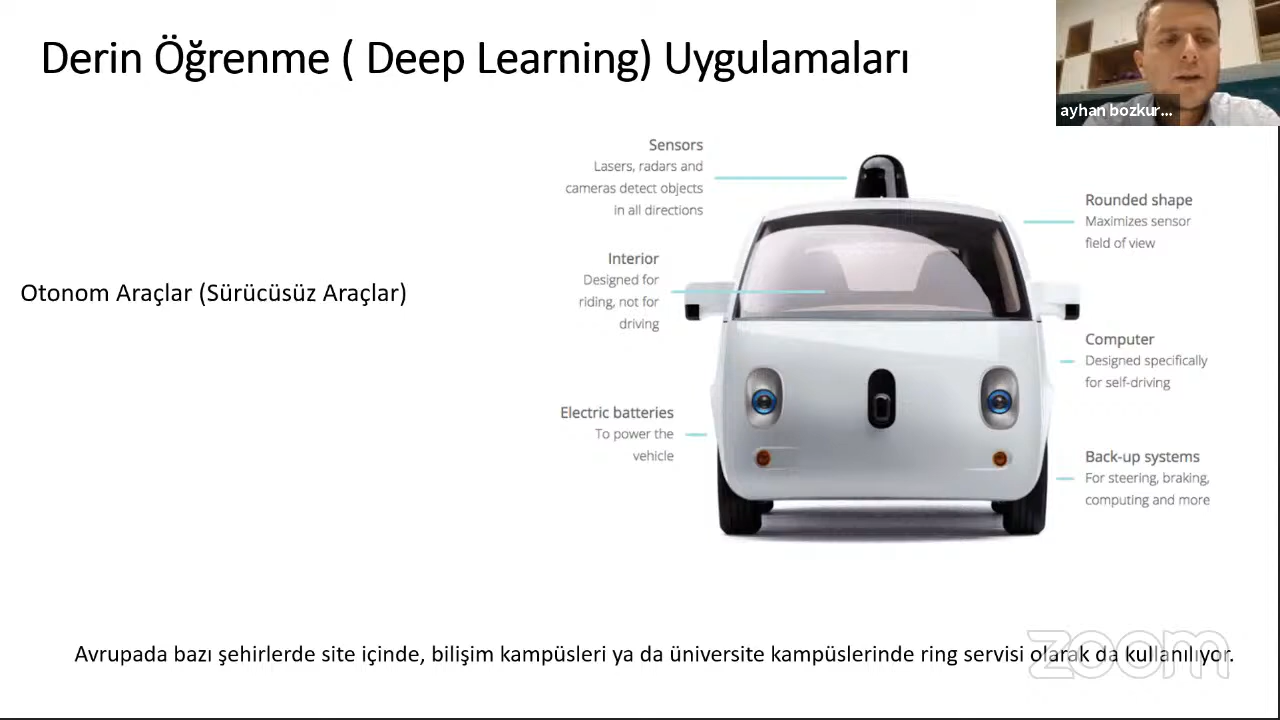 Derin Öğrenme ( Deep Learning) Uygulamaları
ayhan bozkur...
Sensors
Lasers, radars and
cameras detect objects
in all directions
Rounded shape
Maximizes sensor
field of view
Interior
Designed for
riding, not for
driving
Otonom Araçlar (Sürücüsüz Araçlar)
Computer
Designed specifically
for self-driving
Electric batteries
To power the
vehicle
Back-up systems
For steering, braking,
computing and more
Avrupada bazı şehirlerde site içinde, bilişim kampüsleri ya da üniversite kampüslerinde ring servisi olarak da kullanılıyor.
zoom